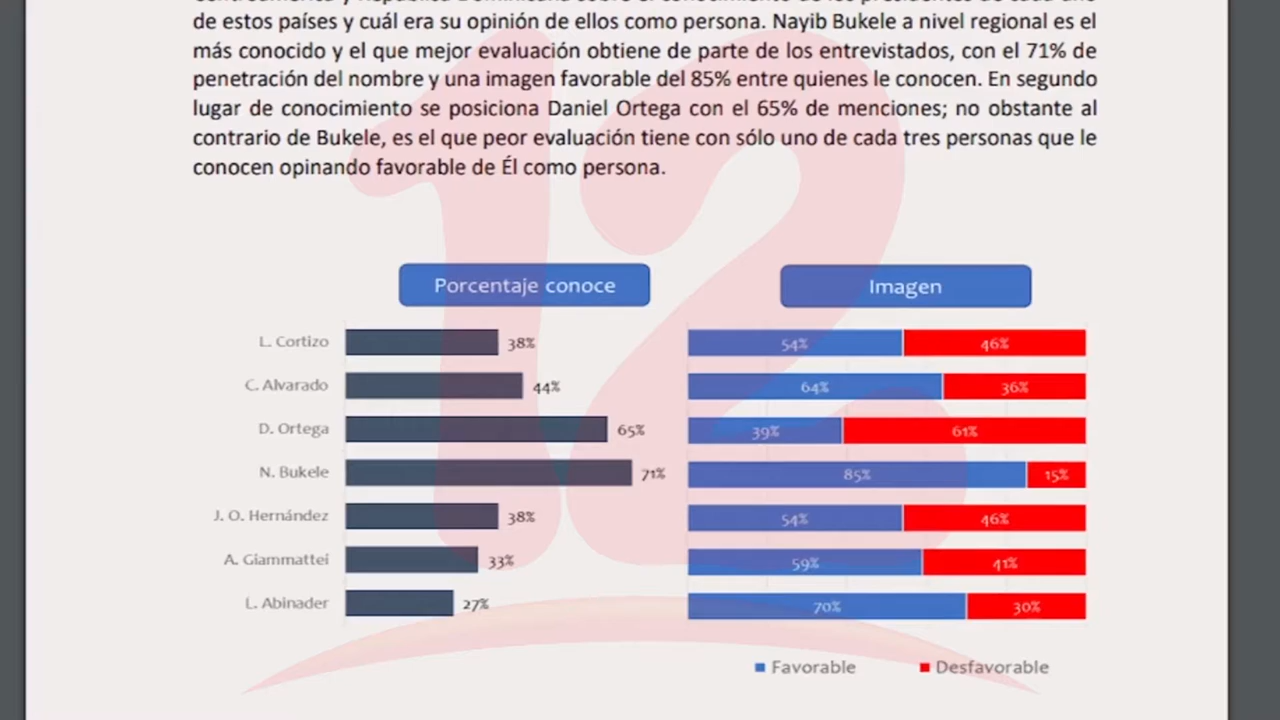 de estos países y cuál era su opinión de ellos como persona. Nayib Bukele a nivel regional es el
más conocido y el que mejor evaluación obtiene de parte de los entrevistados, con el 71% de
penetración del nombre y una imagen favorable del 85% entre quienes le conocen. En segundo
lugar de conocimiento se posiciona Daniel Ortega con el 65% de menciones; no obstante al
contrario de Bukele, es el que peor evaluación tiene con sólo uno de cada tres personas que le
conocen opinando favorable de Él como persona.
12
Porcentaje conoce Imagen
L. Cortizo 38% 54% 46%
C. Alvarado 44% 64% 36%
D. Ortega 65% 39% 61%
N. Bukele 71% 85% 15%
J. O. Hernández 38% 54% 46%
A. Giammattei 33% 59% 41%
L. Abinader 27% 70% 30%
Favorable Desfavorable